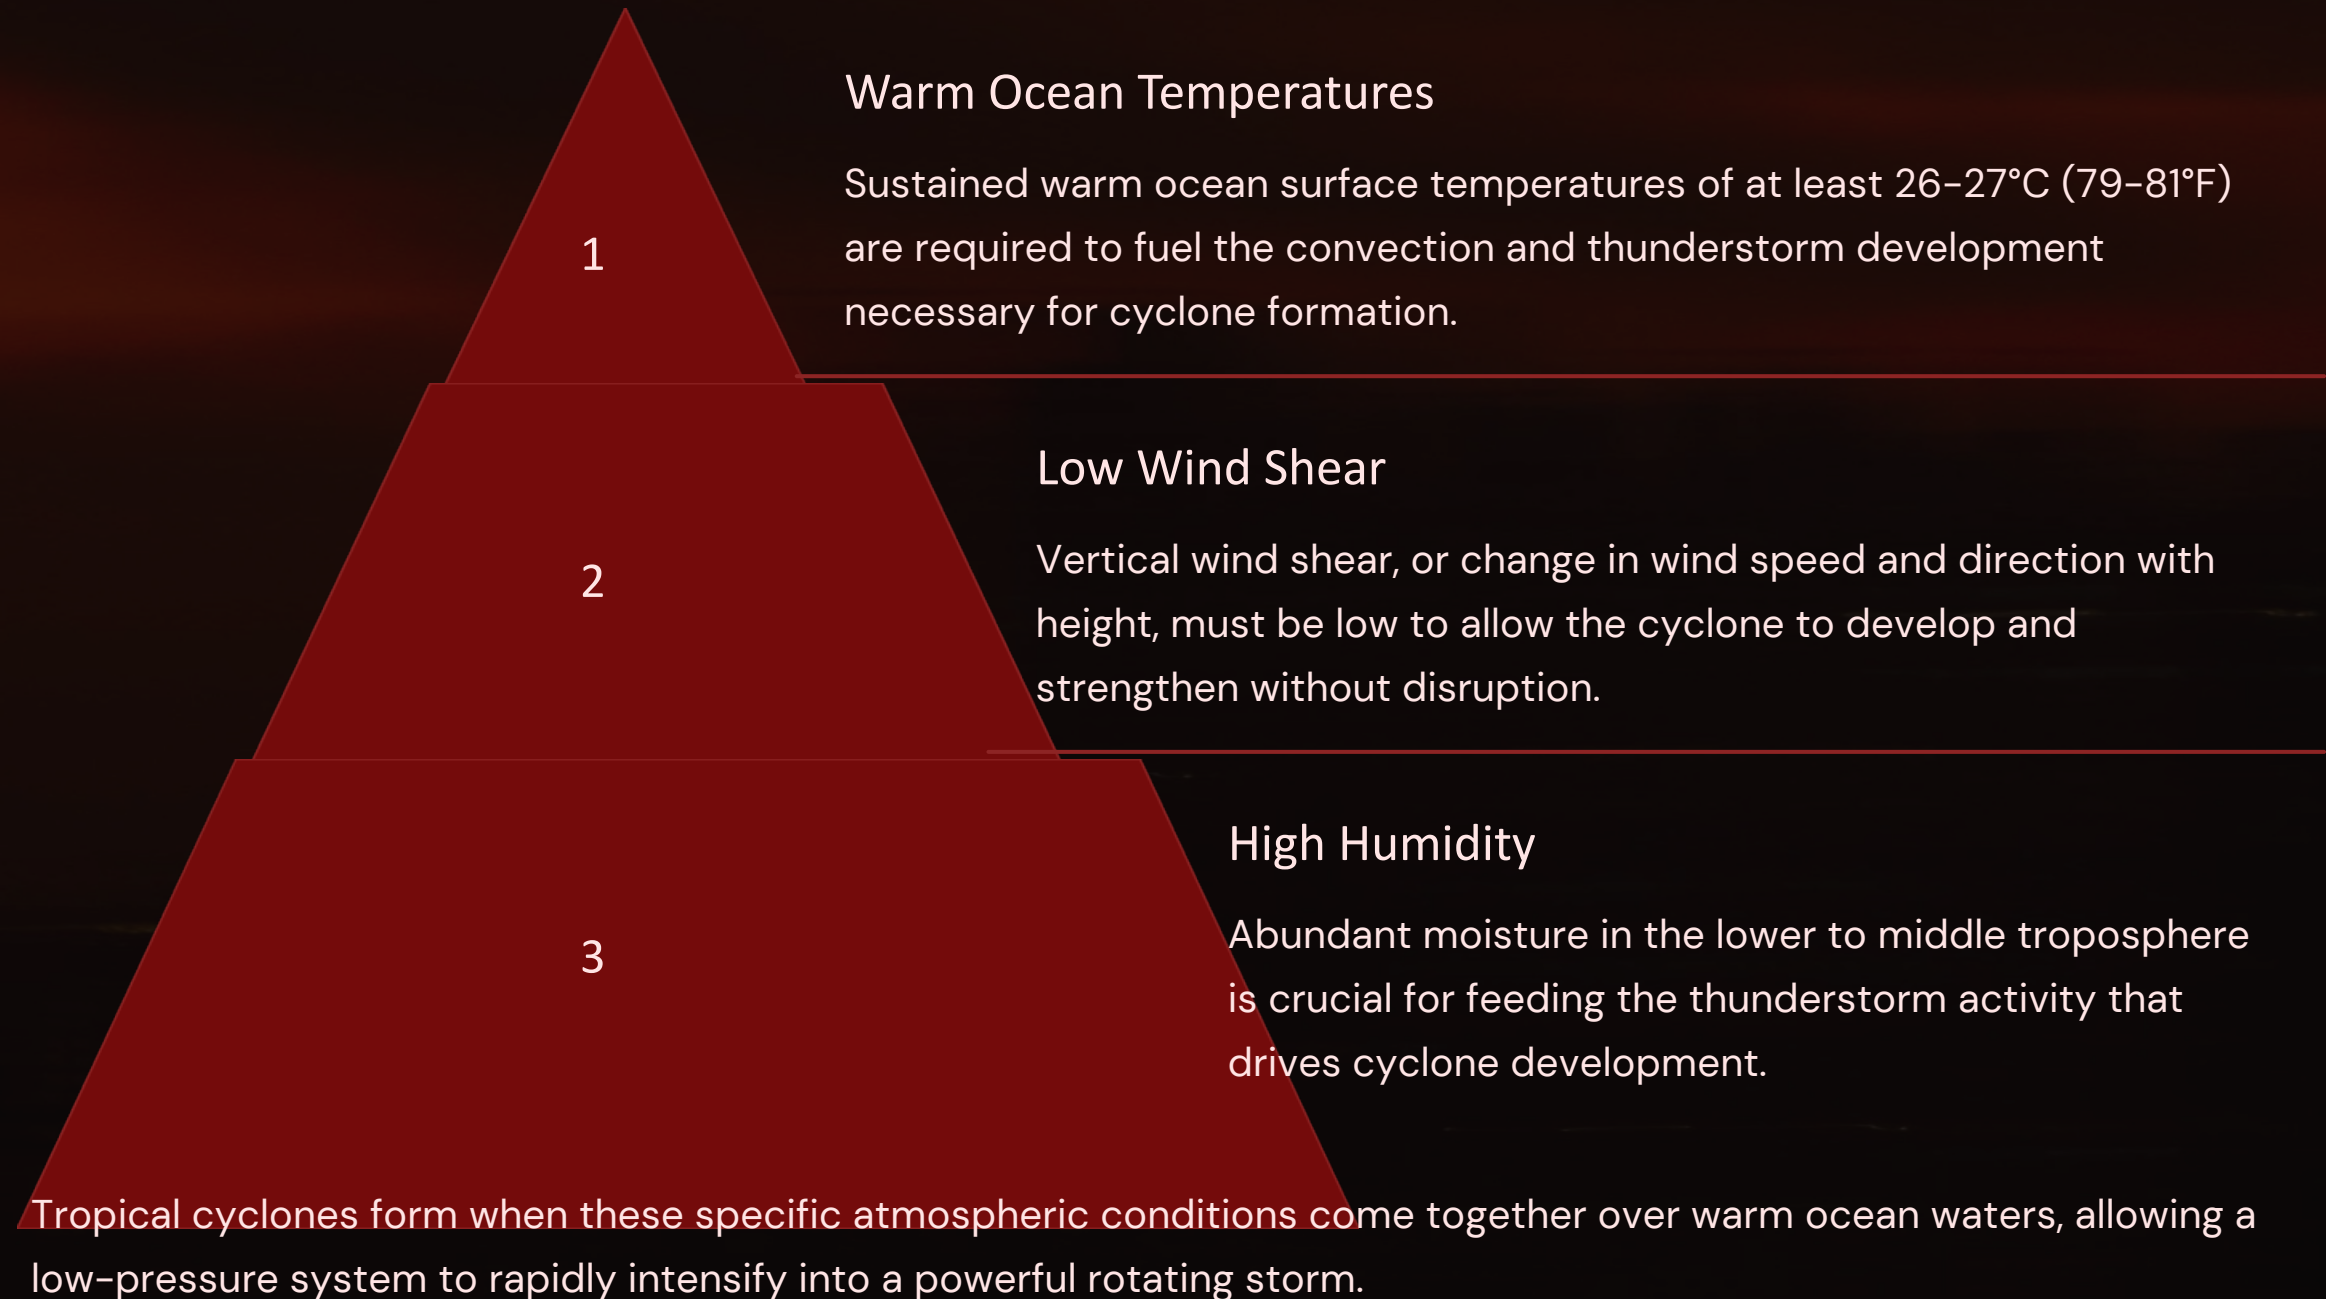 1
Warm Ocean Temperatures
Sustained warm ocean surface temperatures of at least 26–27°C (79–81°F)
are required to fuel the convection and thunderstorm development
necessary for cyclone formation.
2
Low Wind Shear
Vertical wind shear, or change in wind speed and direction with
height, must be low to allow the cyclone to develop and
strengthen without disruption.
3
High Humidity
Abundant moisture in the lower to middle troposphere
is crucial for feeding the thunderstorm activity that
drives cyclone development.
Tropical cyclones form when these specific atmospheric conditions come together over warm ocean waters, allowing a
low-pressure system to rapidly intensify into a powerful rotating storm.